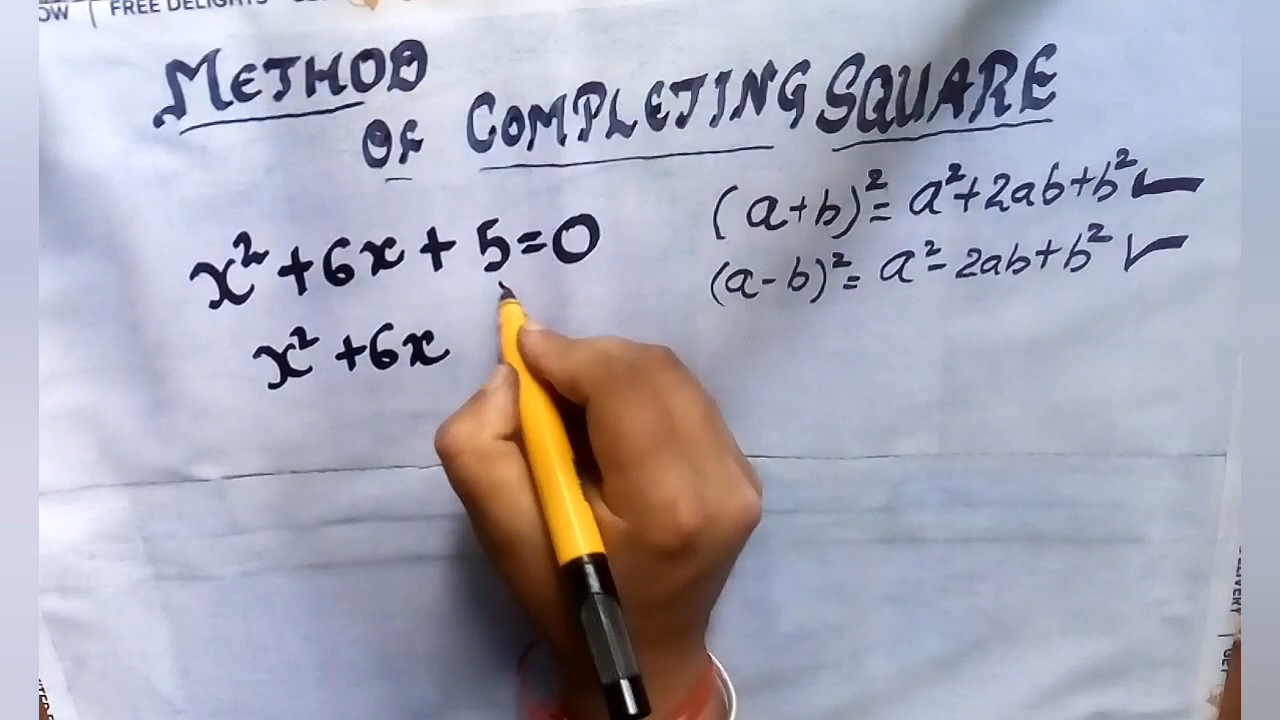 FREE DELIGHTS
METHOD
OF COMPLETING SQUARE
(a+b)²= a²+2ab+b²
(a-b)²= a²-2ab+b²
x²+6x+5=0
x²+6x